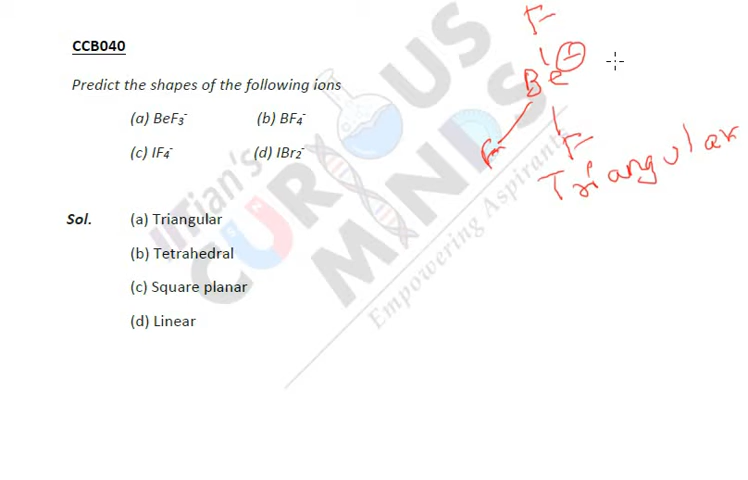 CCB040
Predict the shapes of the following ions
(a) BeF₃⁻ (b) BF₄⁻
(c) IF₄⁻ (d) IBr₂⁻
Sol. (a) Triangular
(b) Tetrahedral
(c) Square planar
(d) Linear
F
Be⊖
F F
Triangular
IITian's
CURIOUS
MINDS
Empowering Aspirants